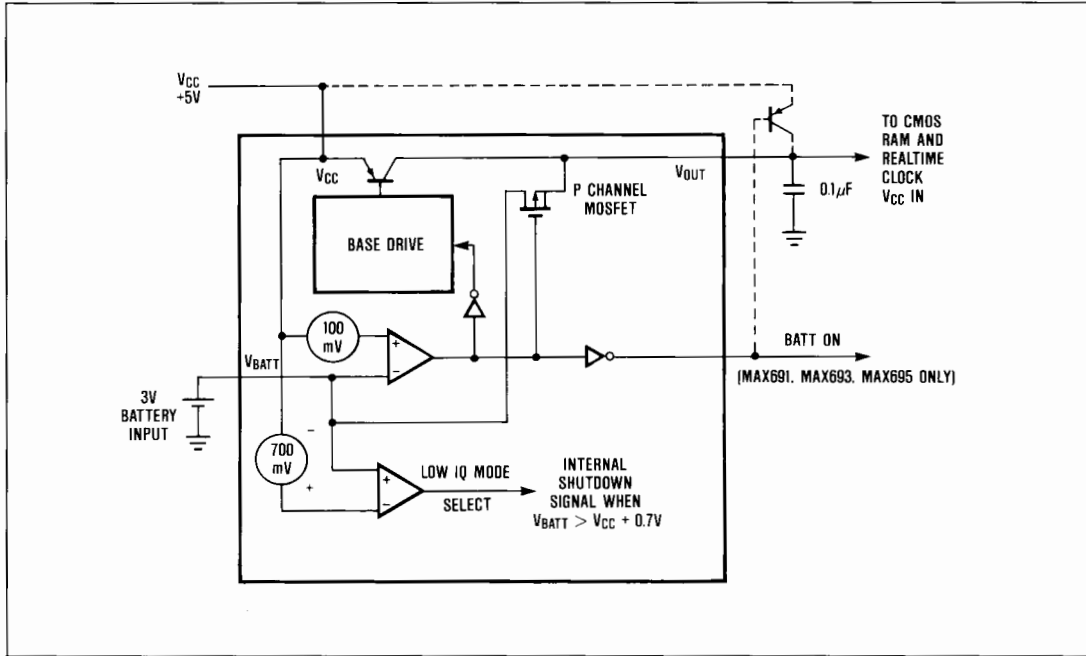 VCC
+5V
VCC
BASE DRIVE
P CHANNEL
MOSFET
VOUT
TO CMOS
RAM AND
REALTIME
CLOCK
VCC IN
0.1µF
100
mV
+
−
VBATT
3V
BATTERY
INPUT
−
700
mV
+
+
−
LOW IQ MODE
SELECT
INTERNAL
SHUTDOWN
SIGNAL WHEN
VBATT > VCC + 0.7V
BATT ON
(MAX691, MAX693, MAX695 ONLY)